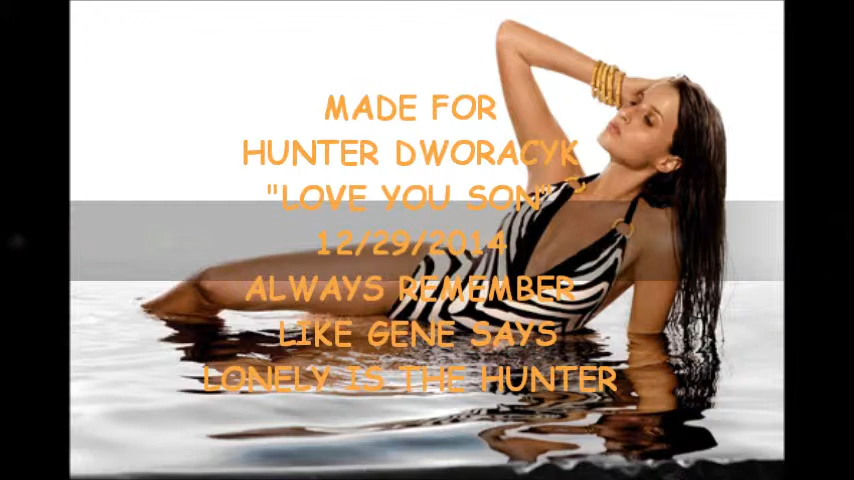 MADE FOR
HUNTER DWORACYK
"LOVE YOU SON"
12/29/2014
ALWAYS REMEMBER
LIKE GENE SAYS
LONELY IS THE HUNTER